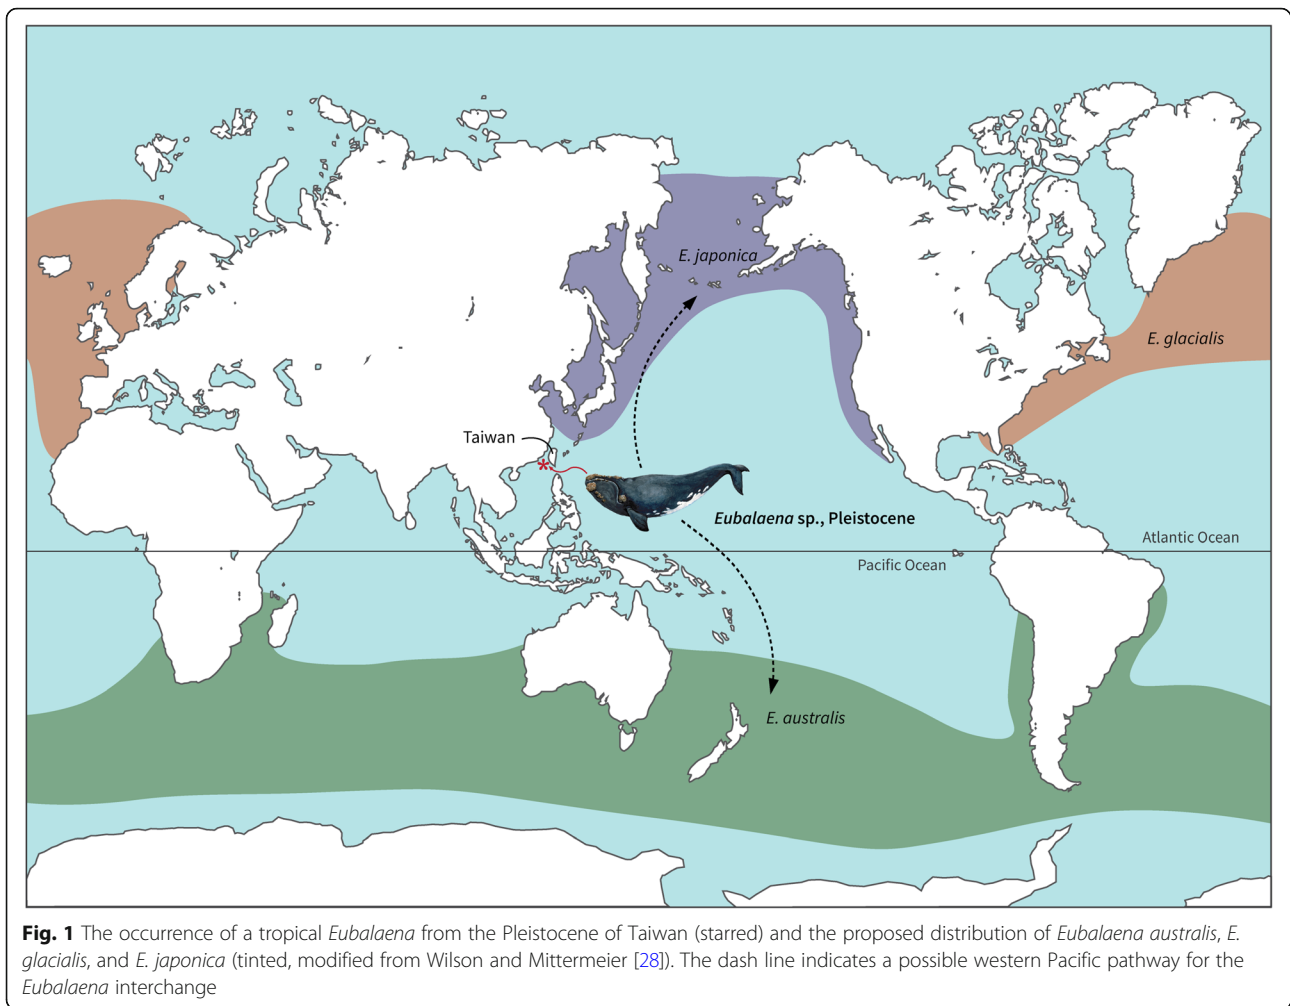 E. japonica
E. glacialis
Taiwan
*
Eubalaena sp., Pleistocene
Atlantic Ocean
Pacific Ocean
E. australis
Fig. 1 The occurrence of a tropical Eubalaena from the Pleistocene of Taiwan (starred) and the proposed distribution of Eubalaena australis, E.
glacialis, and E. japonica (tinted, modified from Wilson and Mittermeier [28]). The dash line indicates a possible western Pacific pathway for the
Eubalaena interchange